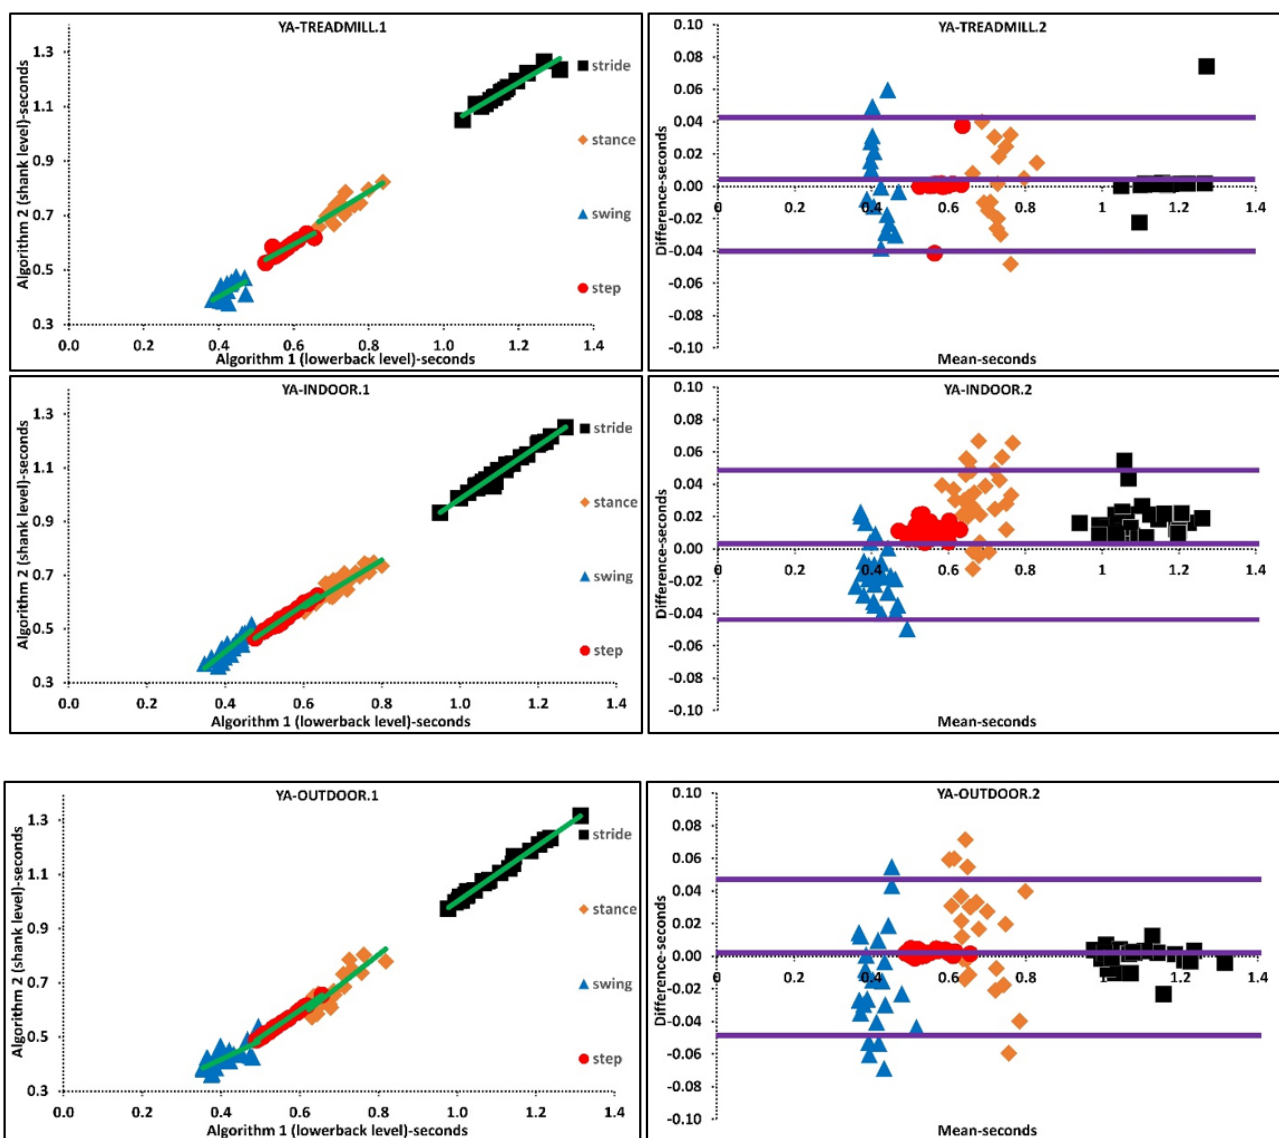 YA-TREADMILL.1
Algorithm 2 (shank level)-seconds
1.3
1.1
0.9
0.7
0.5
0.3
0.0 0.2 0.4 0.6 0.8 1.0 1.2 1.4
Algorithm 1 (lowerback level)-seconds
stride
stance
swing
step
YA-TREADMILL.2
Difference-seconds
0.10
0.08
0.06
0.04
0.02
0.00
-0.02
-0.04
-0.06
-0.08
-0.10
0 0.2 0.4 0.6 0.8 1 1.2 1.4
Mean-seconds
YA-INDOOR.1
Algorithm 2 (shank level)-seconds
1.3
1.1
0.9
0.7
0.5
0.3
0.0 0.2 0.4 0.6 0.8 1.0 1.2 1.4
Algorithm 1 (lowerback level)-seconds
stride
stance
swing
step
YA-INDOOR.2
Difference-seconds
0.10
0.08
0.06
0.04
0.02
0.00
-0.02
-0.04
-0.06
-0.08
-0.10
0 0.2 0.4 0.6 0.8 1 1.2 1.4
Mean-seconds
YA-OUTDOOR.1
Algorithm 2 (shank level)-seconds
1.3
1.1
0.9
0.7
0.5
0.3
0.0 0.2 0.4 0.6 0.8 1.0 1.2 1.4
Algorithm 1 (lowerback level)-seconds
stride
stance
swing
step
YA-OUTDOOR.2
Difference-seconds
0.10
0.08
0.06
0.04
0.02
0.00
-0.02
-0.04
-0.06
-0.08
-0.10
0 0.2 0.4 0.6 0.8 1 1.2 1.4
Mean-seconds